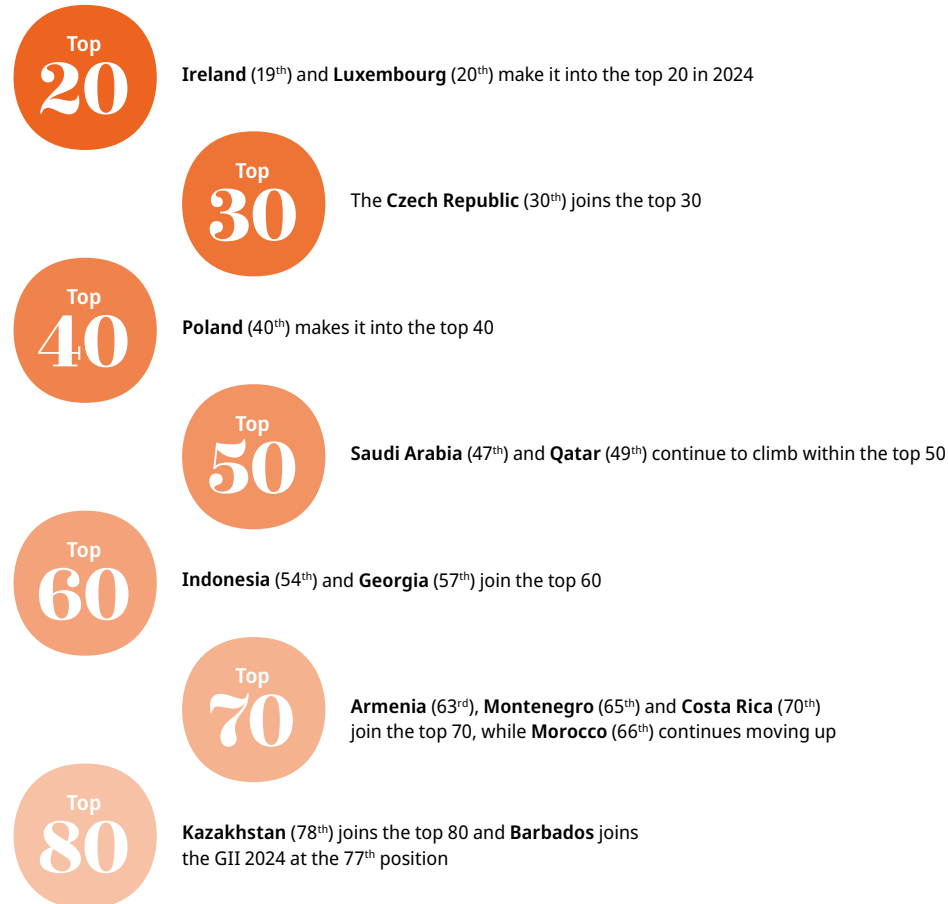 Top
20
Ireland (19th) and Luxembourg (20th) make it into the top 20 in 2024
Top
30
The Czech Republic (30th) joins the top 30
Top
40
Poland (40th) makes it into the top 40
Top
50
Saudi Arabia (47th) and Qatar (49th) continue to climb within the top 50
Top
60
Indonesia (54th) and Georgia (57th) join the top 60
Top
70
Armenia (63rd), Montenegro (65th) and Costa Rica (70th)
join the top 70, while Morocco (66th) continues moving up
Top
80
Kazakhstan (78th) joins the top 80 and Barbados joins
the GII 2024 at the 77th position